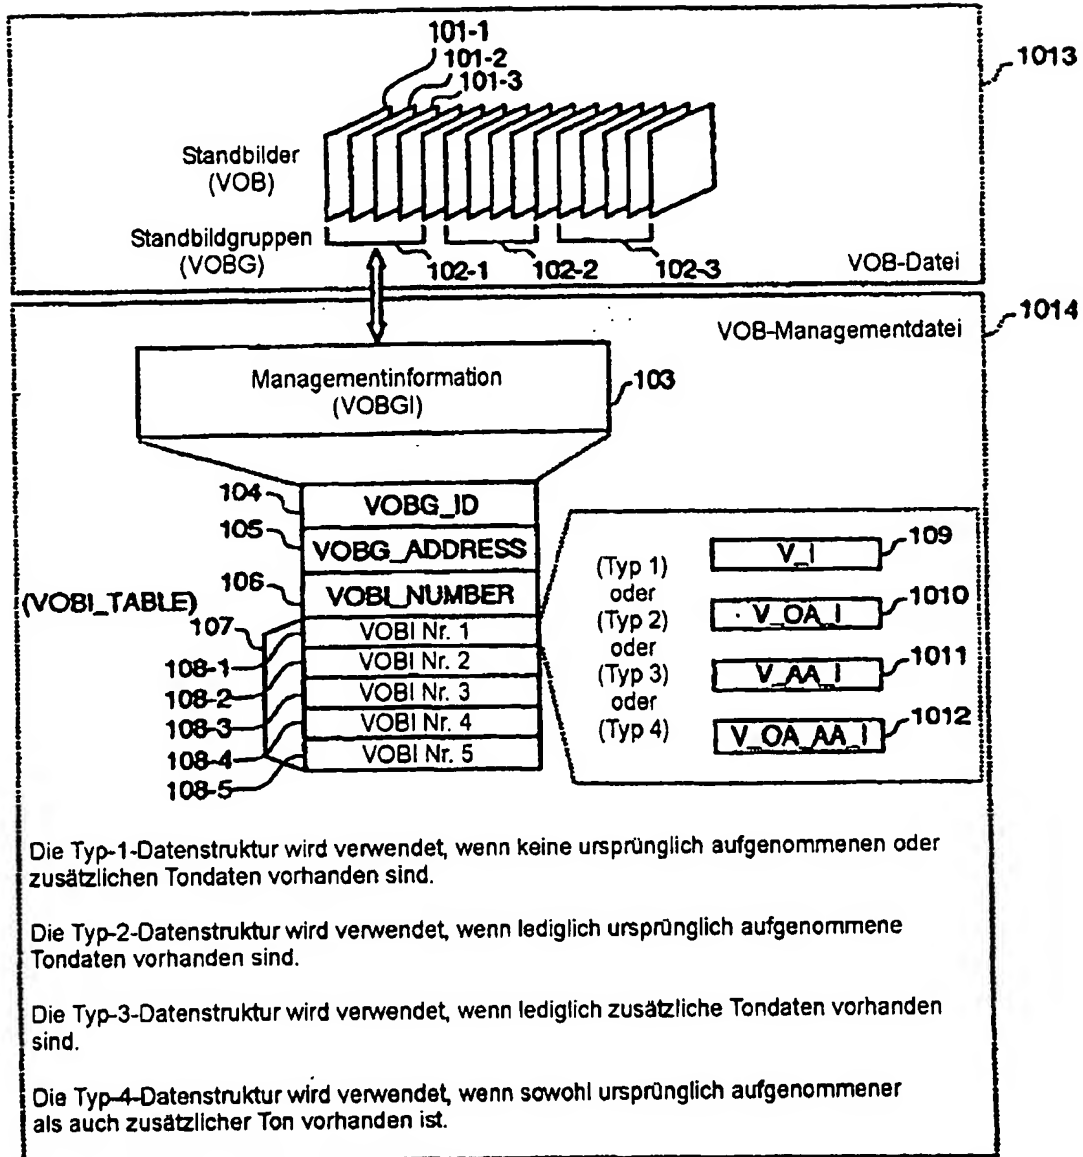 101-1
101-2
101-3
1013
Standbilder
(VOB)
Standbildgruppen
(VOBG)
102-1
102-2
102-3
VOB-Datei
1014
VOB-Managementdatei
Managementinformation
(VOBGI)
103
104
VOBG_ID
105
VOBG_ADDRESS
106
VOBI_NUMBER
(VOBI_TABLE)
107
VOBI Nr. 1
108-1
VOBI Nr. 2
108-2
VOBI Nr. 3
108-3
VOBI Nr. 4
108-4
VOBI Nr. 5
108-5
(Typ 1)
oder
(Typ 2)
oder
(Typ 3)
oder
(Typ 4)
V_I
109
V_OA_I
1010
V_AA_I
1011
V_OA_AA_I
1012
Die Typ-1-Datenstruktur wird verwendet, wenn keine ursprünglich aufgenommenen oder
zusätzlichen Tondaten vorhanden sind.
Die Typ-2-Datenstruktur wird verwendet, wenn lediglich ursprünglich aufgenommene
Tondaten vorhanden sind.
Die Typ-3-Datenstruktur wird verwendet, wenn lediglich zusätzliche Tondaten vorhanden
sind.
Die Typ-4-Datenstruktur wird verwendet, wenn sowohl ursprünglich aufgenommener
als auch zusätzlicher Ton vorhanden ist.